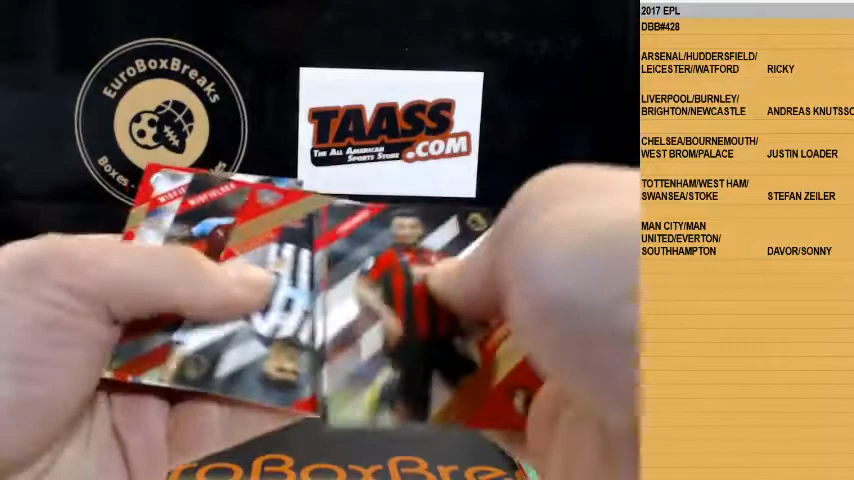 EuroBoxBreaks
Boxes -
TAASS
THE ALL AMERICAN
SPORTS STORE
.COM
MIDFIELDER
roBoxBre
2017 EPL
DBB#428
ARSENAL/HUDDERSFIELD/
LEICESTER//WATFORD RICKY
LIVERPOOL/BURNLEY/
BRIGHTON/NEWCASTLE ANDREAS KNUTSSO
CHELSEA/BOURNEMOUTH/
WEST BROM/PALACE JUSTIN LOADER
TOTTENHAM/WEST HAM/
SWANSEA/STOKE STEFAN ZEILER
MAN CITY/MAN
UNITED/EVERTON/
SOUTHHAMPTON DAVOR/SONNY